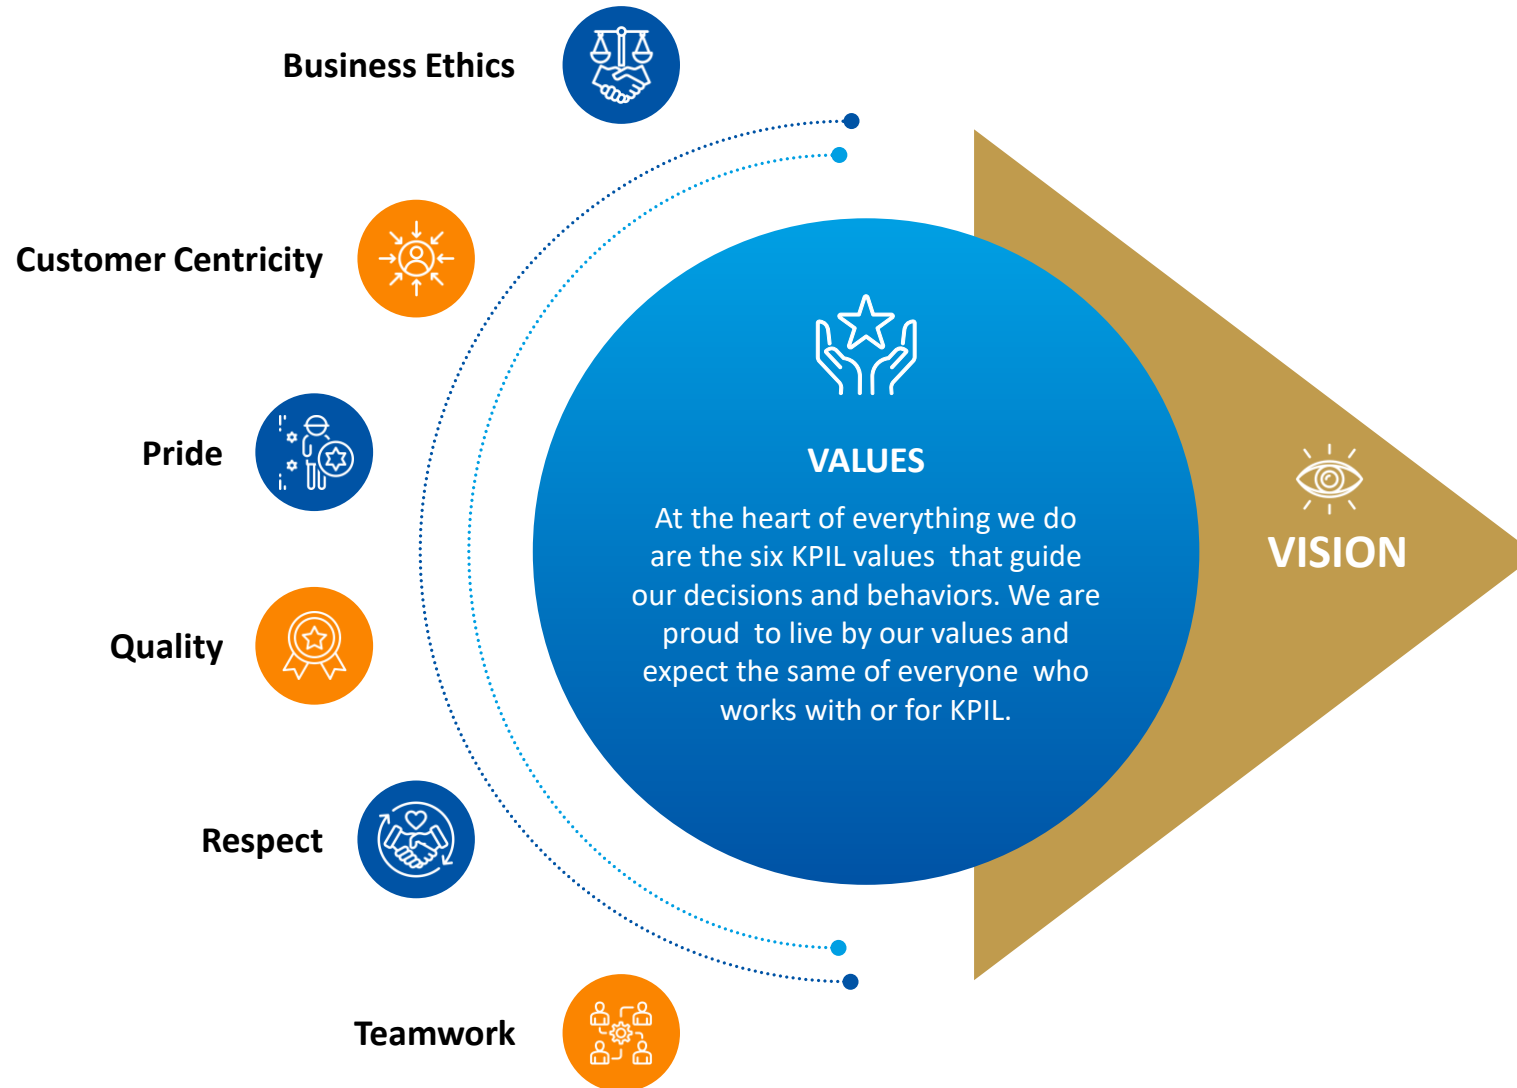 Business Ethics
Customer Centricity
Pride
Quality
Respect
Teamwork
VALUES
At the heart of everything we do
are the six KPIL values  that guide
our decisions and behaviors. We are
proud  to live by our values and
expect the same of everyone  who
works with or for KPIL.
VISION